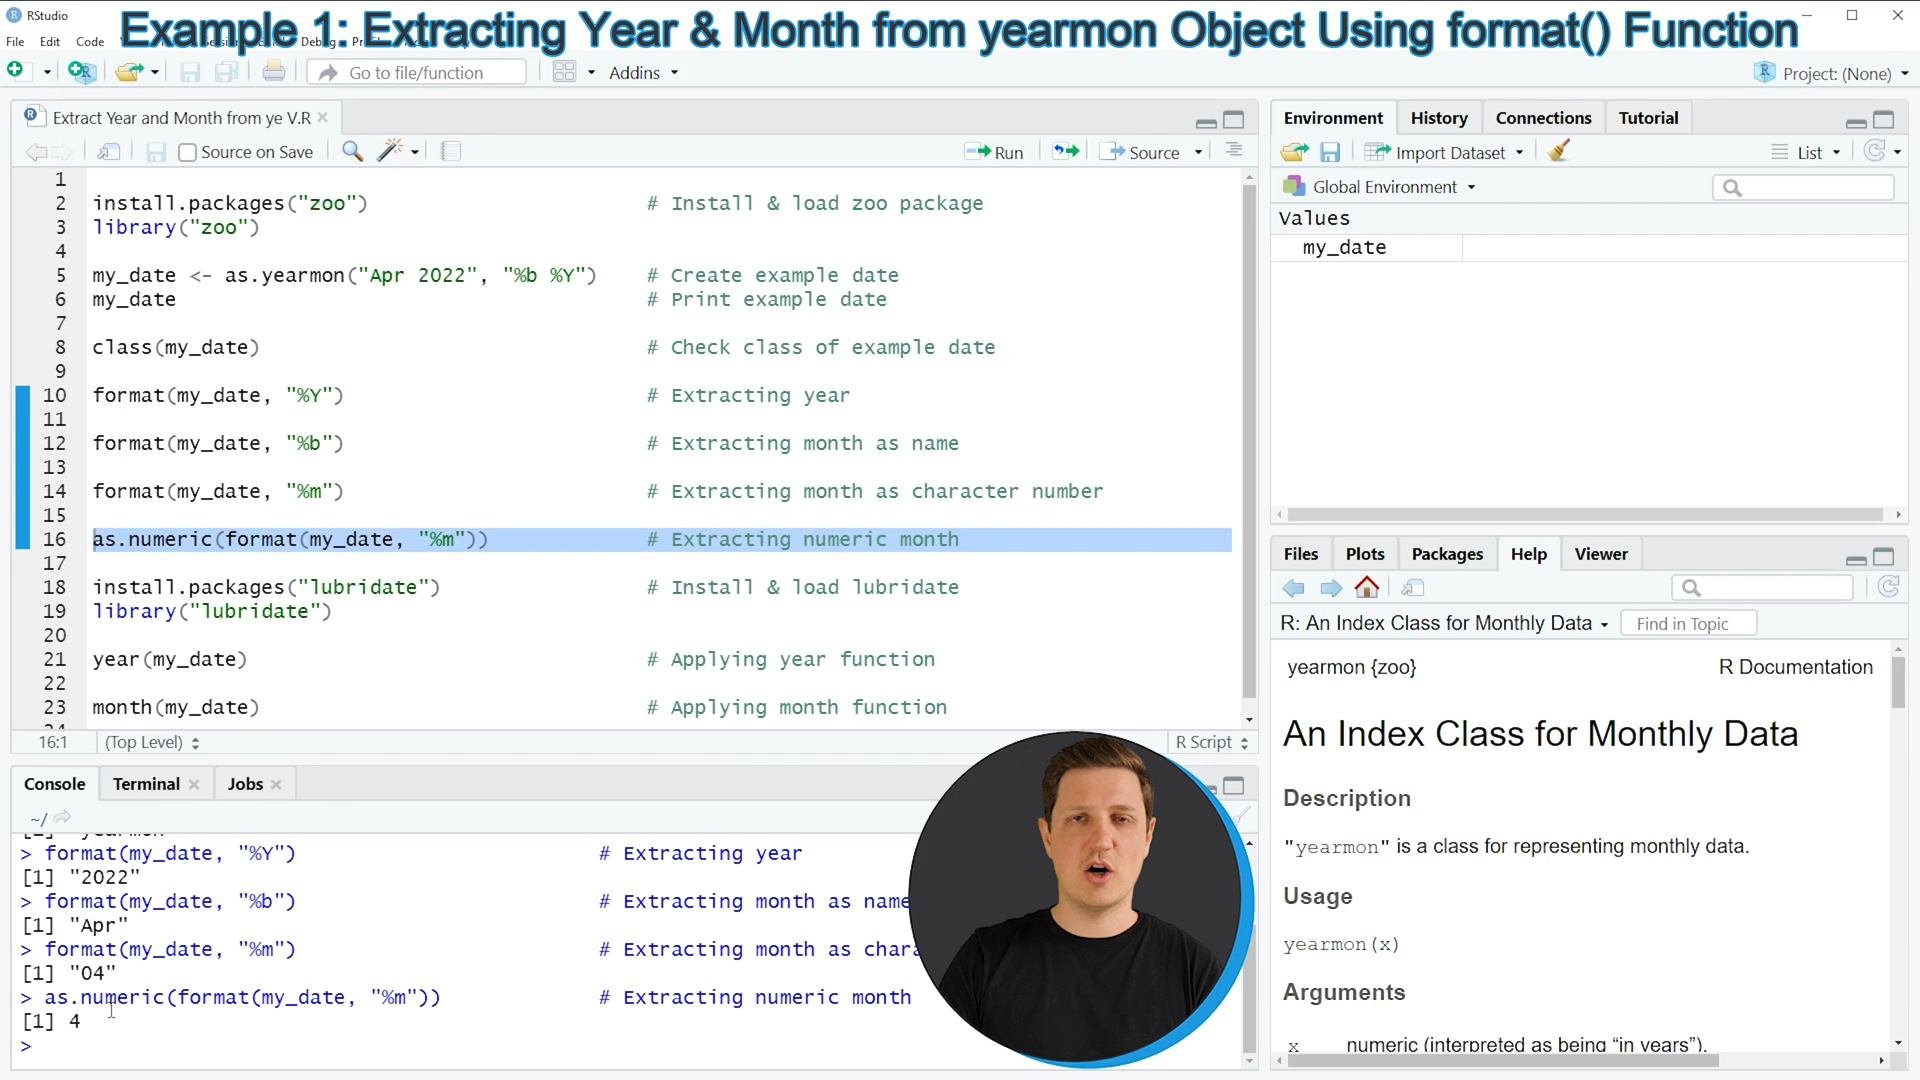 RStudio
Example 1: Extracting Year & Month from yearmon Object Using format() Function
File Edit Code
Go to file/function
Addins
Project: (None)
Extract Year and Month from ye V.R
Source on Save
Run
Source
1
2 install.packages("zoo") # Install & load zoo package
3 library("zoo")
4
5 my_date <- as.yearmon("Apr 2022", "%b %Y") # Create example date
6 my_date # Print example date
7
8 class(my_date) # Check class of example date
9
10 format(my_date, "%Y") # Extracting year
11
12 format(my_date, "%b") # Extracting month as name
13
14 format(my_date, "%m") # Extracting month as character number
15
16 as.numeric(format(my_date, "%m")) # Extracting numeric month
17
18 install.packages("lubridate") # Install & load lubridate
19 library("lubridate")
20
21 year(my_date) # Applying year function
22
23 month(my_date) # Applying month function
16:1 (Top Level) R Script
Console Terminal Jobs
~/
> format(my_date, "%Y") # Extracting year
[1] "2022"
> format(my_date, "%b") # Extracting month as name
[1] "Apr"
> format(my_date, "%m") # Extracting month as chara
[1] "04"
> as.numeric(format(my_date, "%m")) # Extracting numeric month
[1] 4
>
Environment History Connections Tutorial
Import Dataset
List
Global Environment
Values
my_date
Files Plots Packages Help Viewer
R: An Index Class for Monthly Data
Find in Topic
yearmon {zoo} R Documentation
An Index Class for Monthly Data
Description
"yearmon" is a class for representing monthly data.
Usage
yearmon(x)
Arguments
x numeric (interpreted as being “in years”).